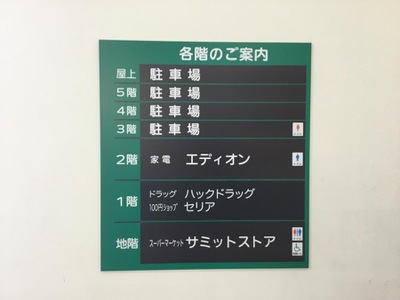 各階のご案内
屋上 駐車場
5階 駐車場
4階 駐車場
3階 駐車場
2階 家電 エディオン
1階 ドラッグ ハックドラッグ
100円ショップ セリア
地階 スーパーマーケット サミットストア